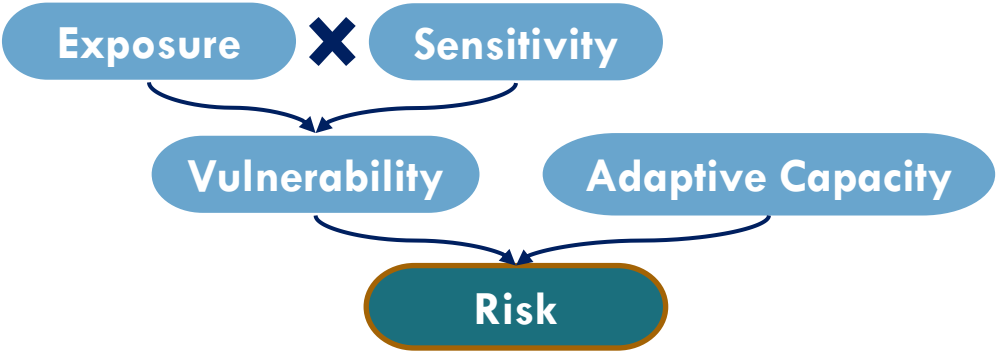 Exposure
Sensitivity
Vulnerability
Adaptive Capacity
Risk